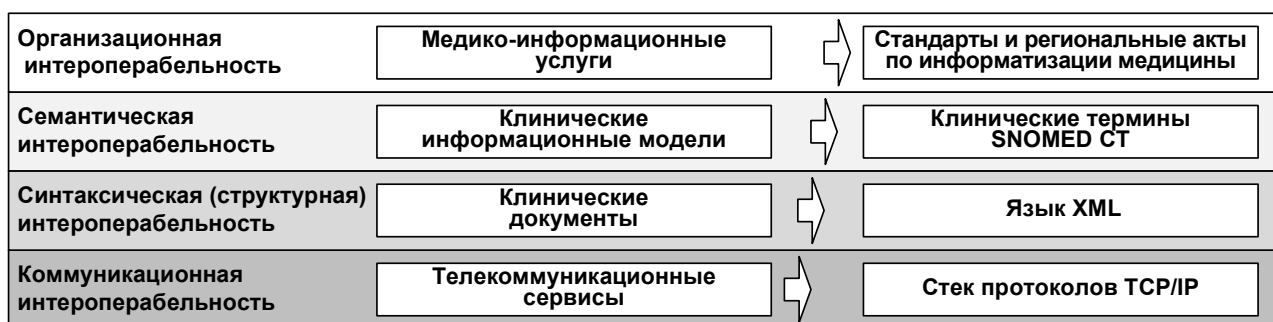 Организационная
интероперабельность
Медико-информационные
услуги
Стандарты и региональные акты
по информатизации медицины
Семантическая
интероперабельность
Клинические
информационные модели
Клинические термины
SNOMED CT
Синтаксическая (структурная)
интероперабельность
Клинические
документы
Язык XML
Коммуникационная
интероперабельность
Телекоммуникационные
сервисы
Стек протоколов TCP/IP